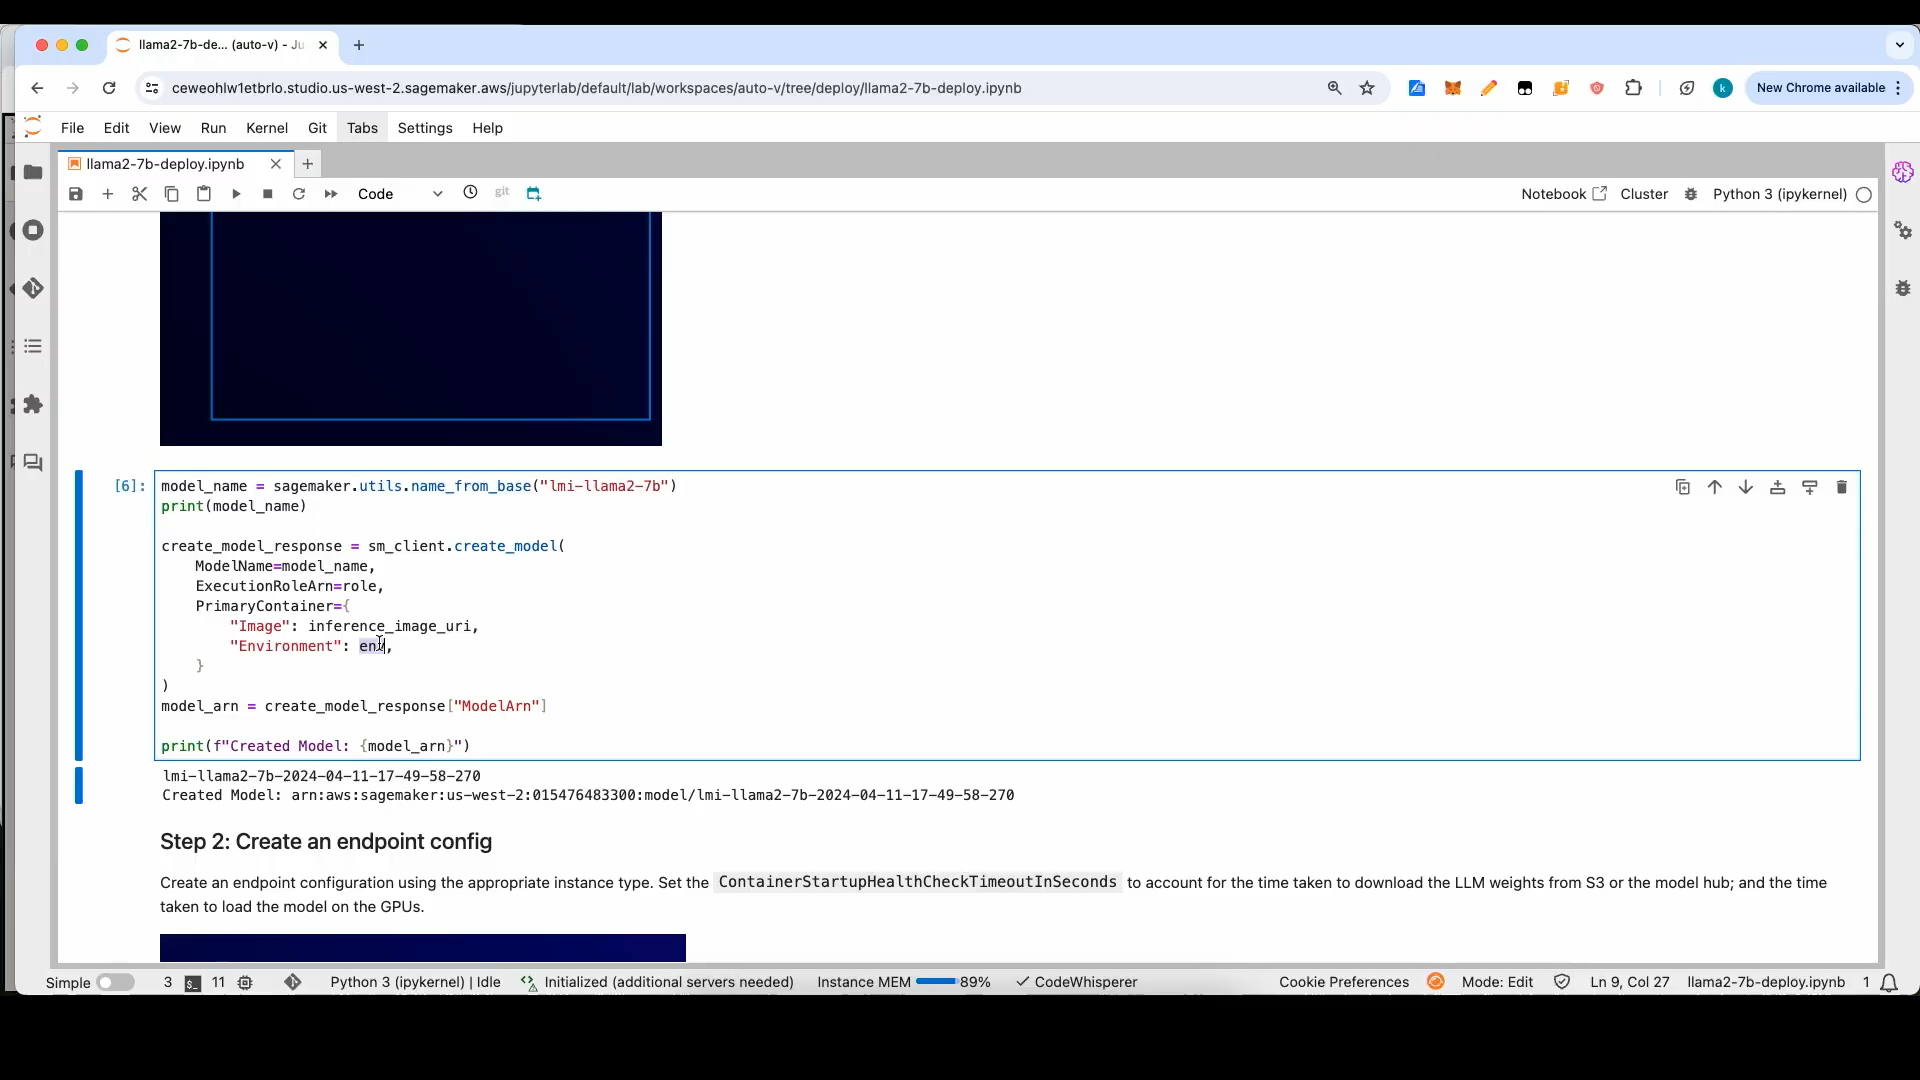 llama2-7b-de... (auto-v) - Ju
ceweohlw1etbrlo.studio.us-west-2.sagemaker.aws/jupyterlab/default/lab/workspaces/auto-v/tree/deploy/llama2-7b-deploy.ipynb
k
New Chrome available
File Edit View Run Kernel Git Tabs Settings Help
llama2-7b-deploy.ipynb
Code git Notebook Cluster Python 3 (ipykernel)
[6]: model_name = sagemaker.utils.name_from_base("lmi-llama2-7b")
print(model_name)
create_model_response = sm_client.create_model(
ModelName=model_name,
ExecutionRoleArn=role,
PrimaryContainer={
"Image": inference_image_uri,
"Environment": env,
}
)
model_arn = create_model_response["ModelArn"]
print(f"Created Model: {model_arn}")
lmi-llama2-7b-2024-04-11-17-49-58-270
Created Model: arn:aws:sagemaker:us-west-2:015476483300:model/lmi-llama2-7b-2024-04-11-17-49-58-270
Step 2: Create an endpoint config
Create an endpoint configuration using the appropriate instance type. Set the ContainerStartupHealthCheckTimeoutInSeconds to account for the time taken to download the LLM weights from S3 or the model hub; and the time
taken to load the model on the GPUs.
Simple 3 11 Python 3 (ipykernel) | Idle Initialized (additional servers needed) Instance MEM 89% CodeWhisperer Cookie Preferences Mode: Edit Ln 9, Col 27 llama2-7b-deploy.ipynb 1